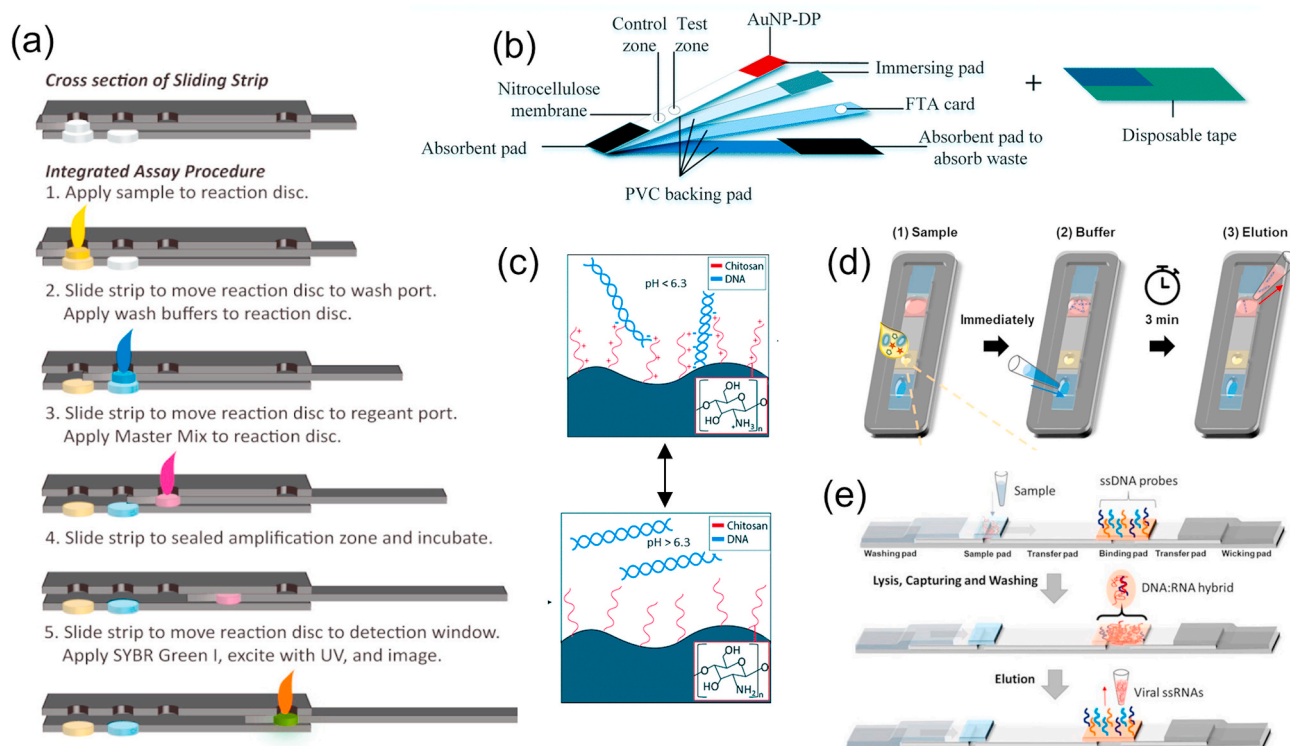 (a)
Cross section of Sliding Strip
Integrated Assay Procedure
1. Apply sample to reaction disc.
2. Slide strip to move reaction disc to wash port.
Apply wash buffers to reaction disc.
3. Slide strip to move reaction disc to regeant port.
Apply Master Mix to reaction disc.
4. Slide strip to sealed amplification zone and incubate.
5. Slide strip to move reaction disc to detection window.
Apply SYBR Green I, excite with UV, and image.
(b)
Control
zone
Test
zone
AuNP-DP
Nitrocellulose
membrane
Immersing pad
FTA card
Absorbent pad
Absorbent pad to
absorb waste
PVC backing pad
+
Disposable tape
(c)
Chitosan
DNA
pH < 6.3
OH
O
O
HO
+NH3
n
Chitosan
DNA
pH > 6.3
OH
O
O
HO
NH2
n
(d)
(1) Sample
(2) Buffer
(3) Elution
Immediately
3 min
(e)
Sample
ssDNA probes
Washing pad
Sample pad
Transfer pad
Binding pad
Transfer pad
Wicking pad
Lysis, Capturing and Washing
DNA:RNA hybrid
Elution
Viral ssRNAs